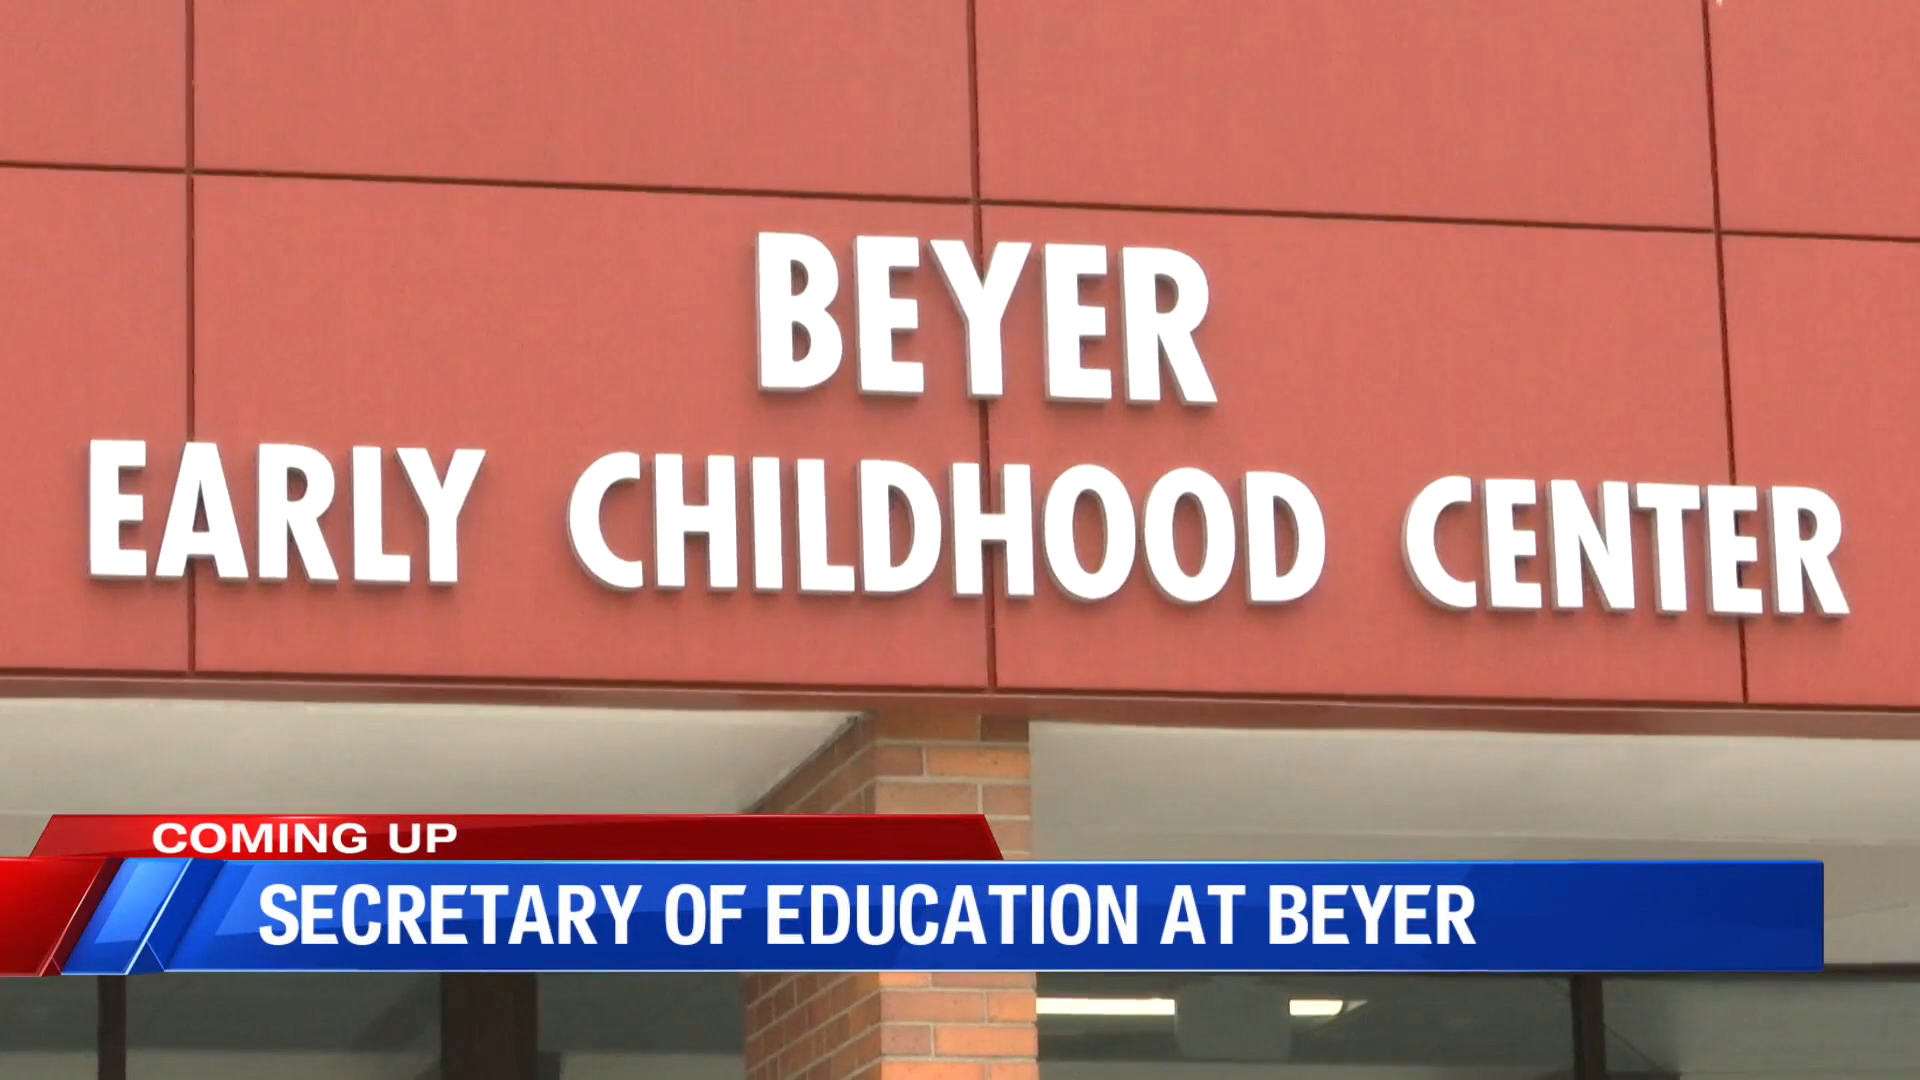 BEYER
EARLY CHILDHOOD CENTER
COMING UP
SECRETARY OF EDUCATION AT BEYER